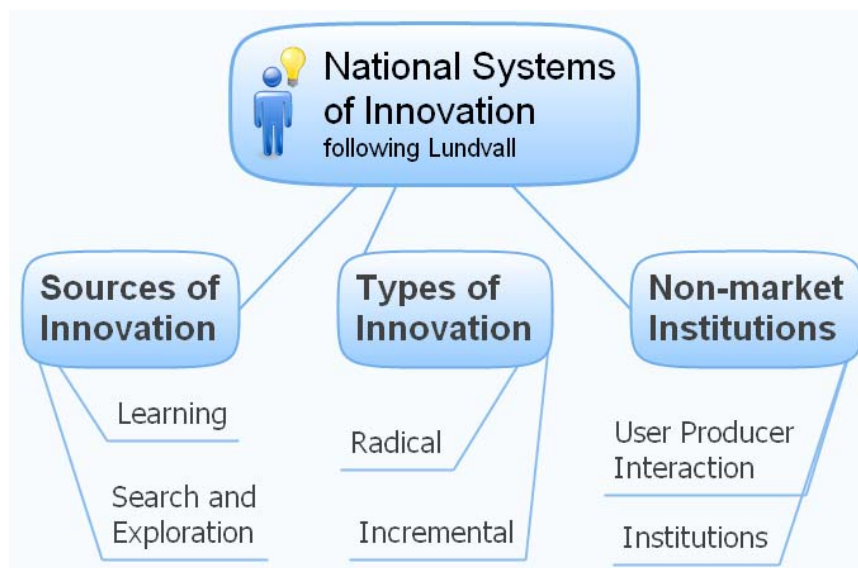 National Systems
of Innovation
following Lundvall
Sources of
Innovation
Learning
Search and
Exploration
Types of
Innovation
Radical
Incremental
Non-market
Institutions
User Producer
Interaction
Institutions